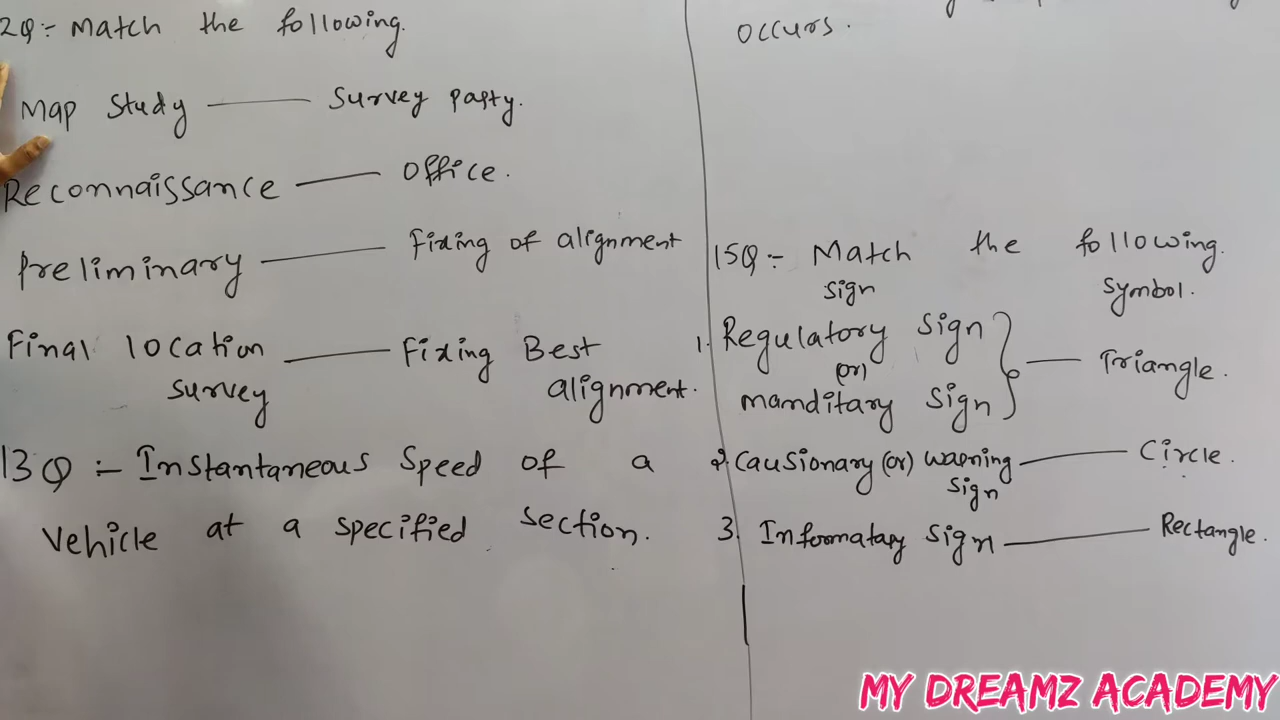 2Q:- Match the following.
Map Study — Survey party.
Reconnaissance — Office.
Preliminary — Fixing of alignment
Final location survey — Fixing Best alignment.
13Q:- Instantaneous Speed of a
Vehicle at a specified section.
occurs.
15Q:- Match the following.
Sign Symbol.
1. Regulatory Sign
(or)
manditary Sign — Triangle.
2. Causionary (or) warning Sign — Circle.
3. Informatary Sign — Rectangle.
MY DREAMZ ACADEMY